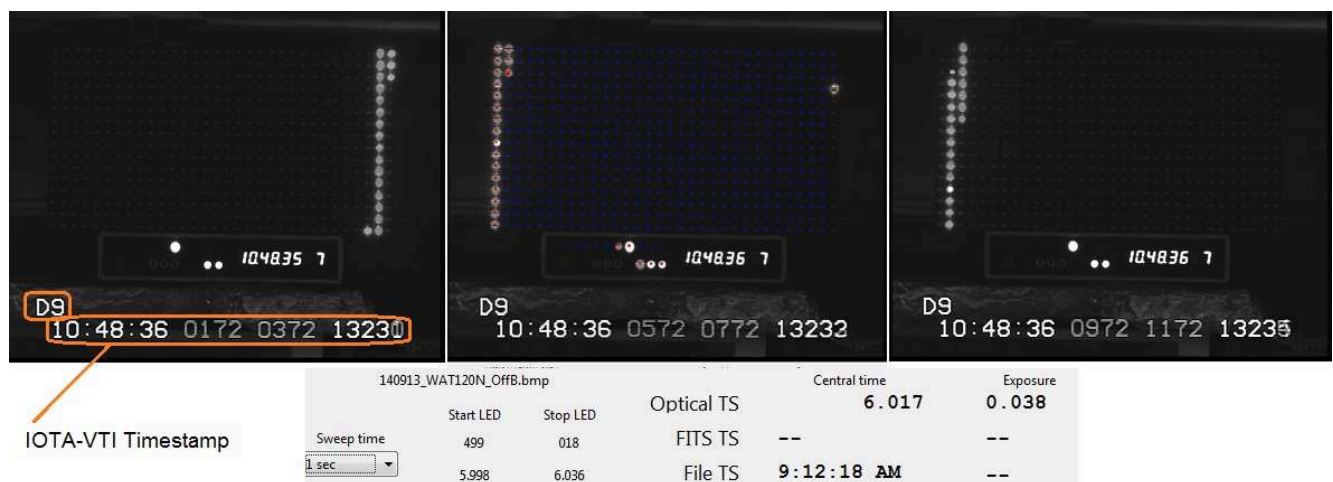 10.48.35 7
D9
10:48:36 0172 0372
10.48.36 7
D9
10:48:36 0572 0772
10.48.36 7
D9
10:48:36 0972 1172
IOTA-VTI Timestamp
140913_WAT120N_OffB.bmp
Central time Exposure
Start LED Stop LED Optical TS 6.017 0.038
Sweep time 499 018 FITS TS -- --
1 sec 5.998 6.036 File TS 9:12:18 AM --